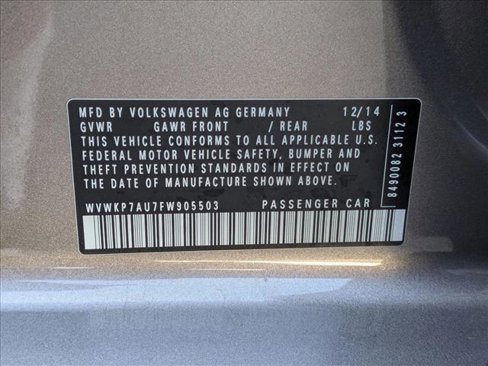 MFD BY VOLKSWAGEN AG GERMANY 12/14
GVWR GAWR FRONT / REAR LBS
THIS VEHICLE CONFORMS TO ALL APPLICABLE U.S.
FEDERAL MOTOR VEHICLE SAFETY, BUMPER AND
THEFT PREVENTION STANDARDS IN EFFECT ON THE
DATE OF MANUFACTURE SHOWN ABOVE.
WVWKP7AU7FW905503 PASSENGER CAR
8490082 3112 3